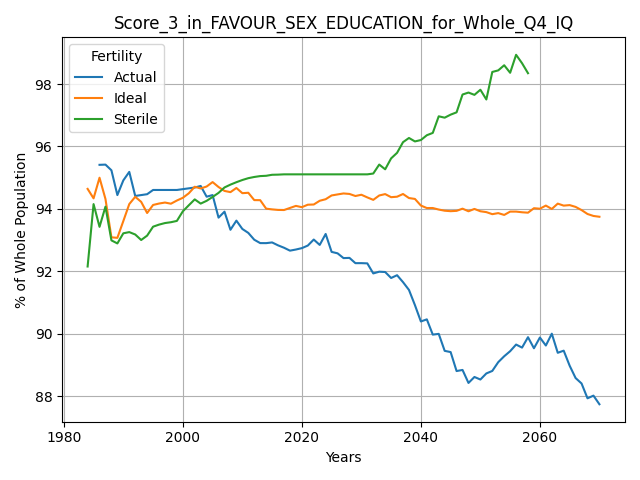 Score_3_in_FAVOUR_SEX_EDUCATION_for_Whole_Q4_IQ
Fertility
Actual
Ideal
Sterile
% of Whole Population
98
96
94
92
90
88
1980
2000
2020
2040
2060
Years